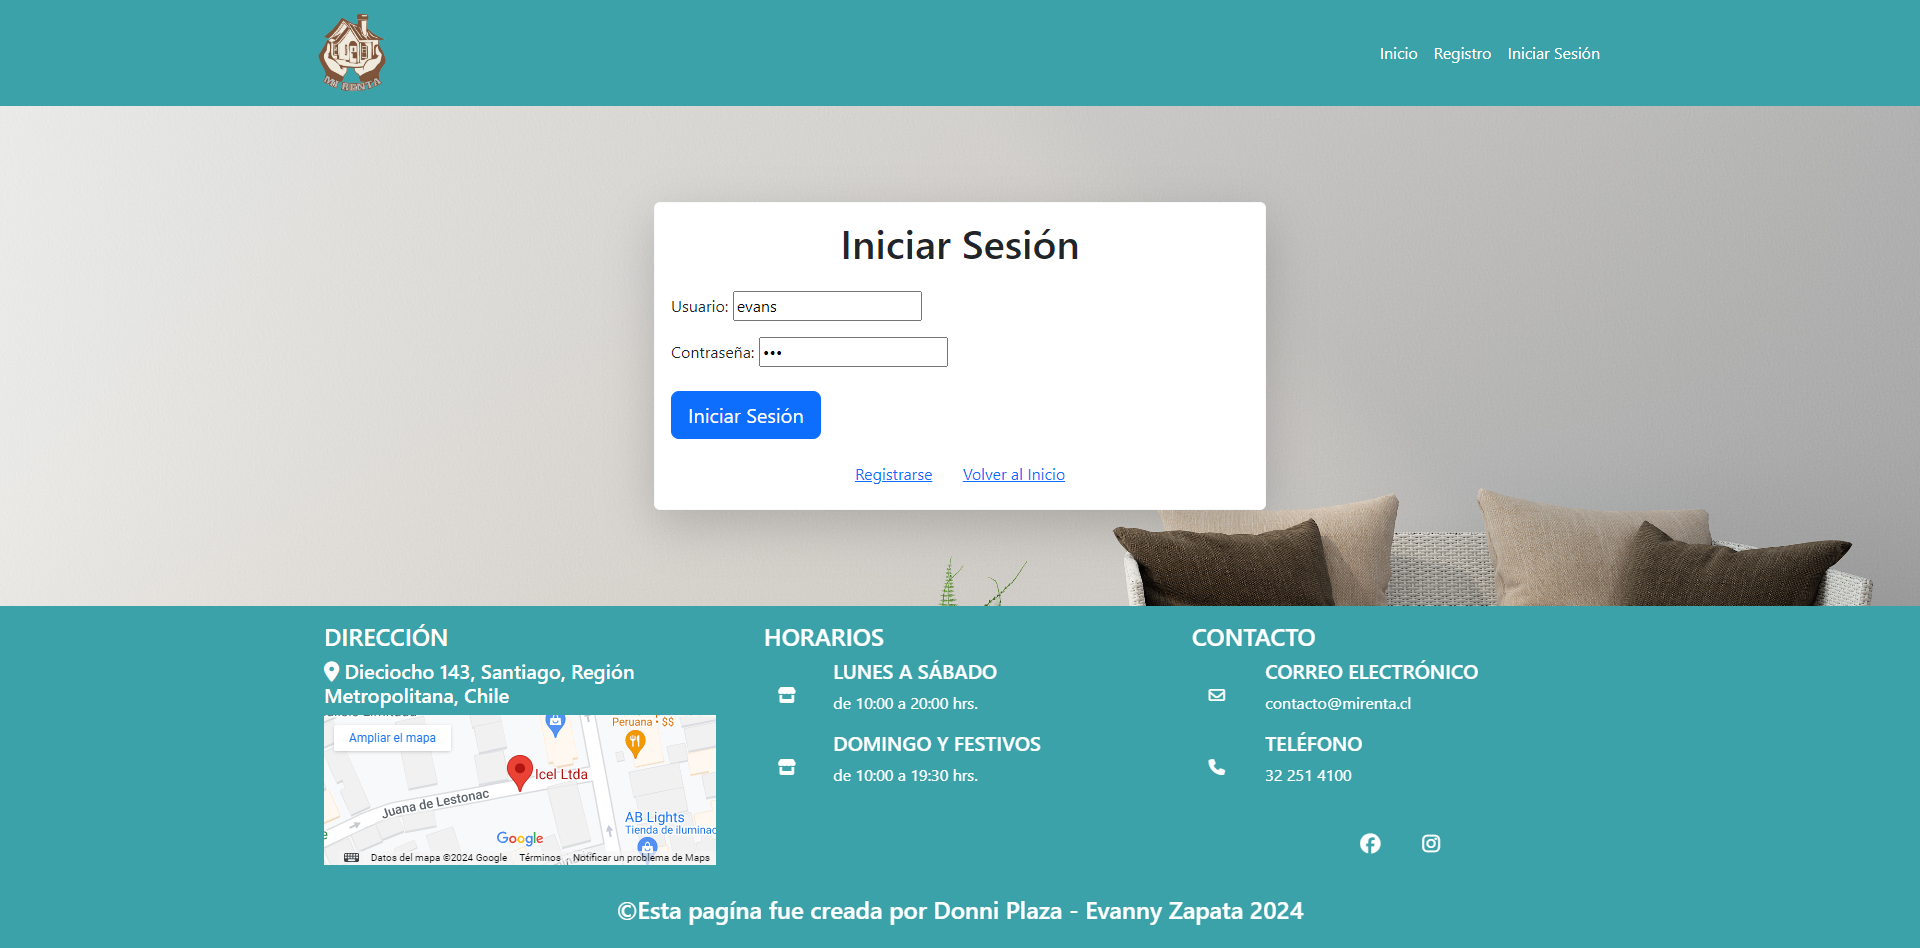 MI RENTA
Inicio Registro Iniciar Sesión
Iniciar Sesión
Usuario: evans
Contraseña: •••
Iniciar Sesión
Registrarse Volver al Inicio
DIRECCIÓN
Dieciocho 143, Santiago, Región
Metropolitana, Chile
Ampliar el mapa
Peruana • $$
Icel Ltda
Juana de Lestonac
AB Lights
Tienda de iluminac
Google
Datos del mapa ©2024 Google Términos Notificar un problema de Maps
HORARIOS
LUNES A SÁBADO
de 10:00 a 20:00 hrs.
DOMINGO Y FESTIVOS
de 10:00 a 19:30 hrs.
CONTACTO
CORREO ELECTRÓNICO
contacto@mirenta.cl
TELÉFONO
32 251 4100
©Esta pagína fue creada por Donni Plaza - Evanny Zapata 2024